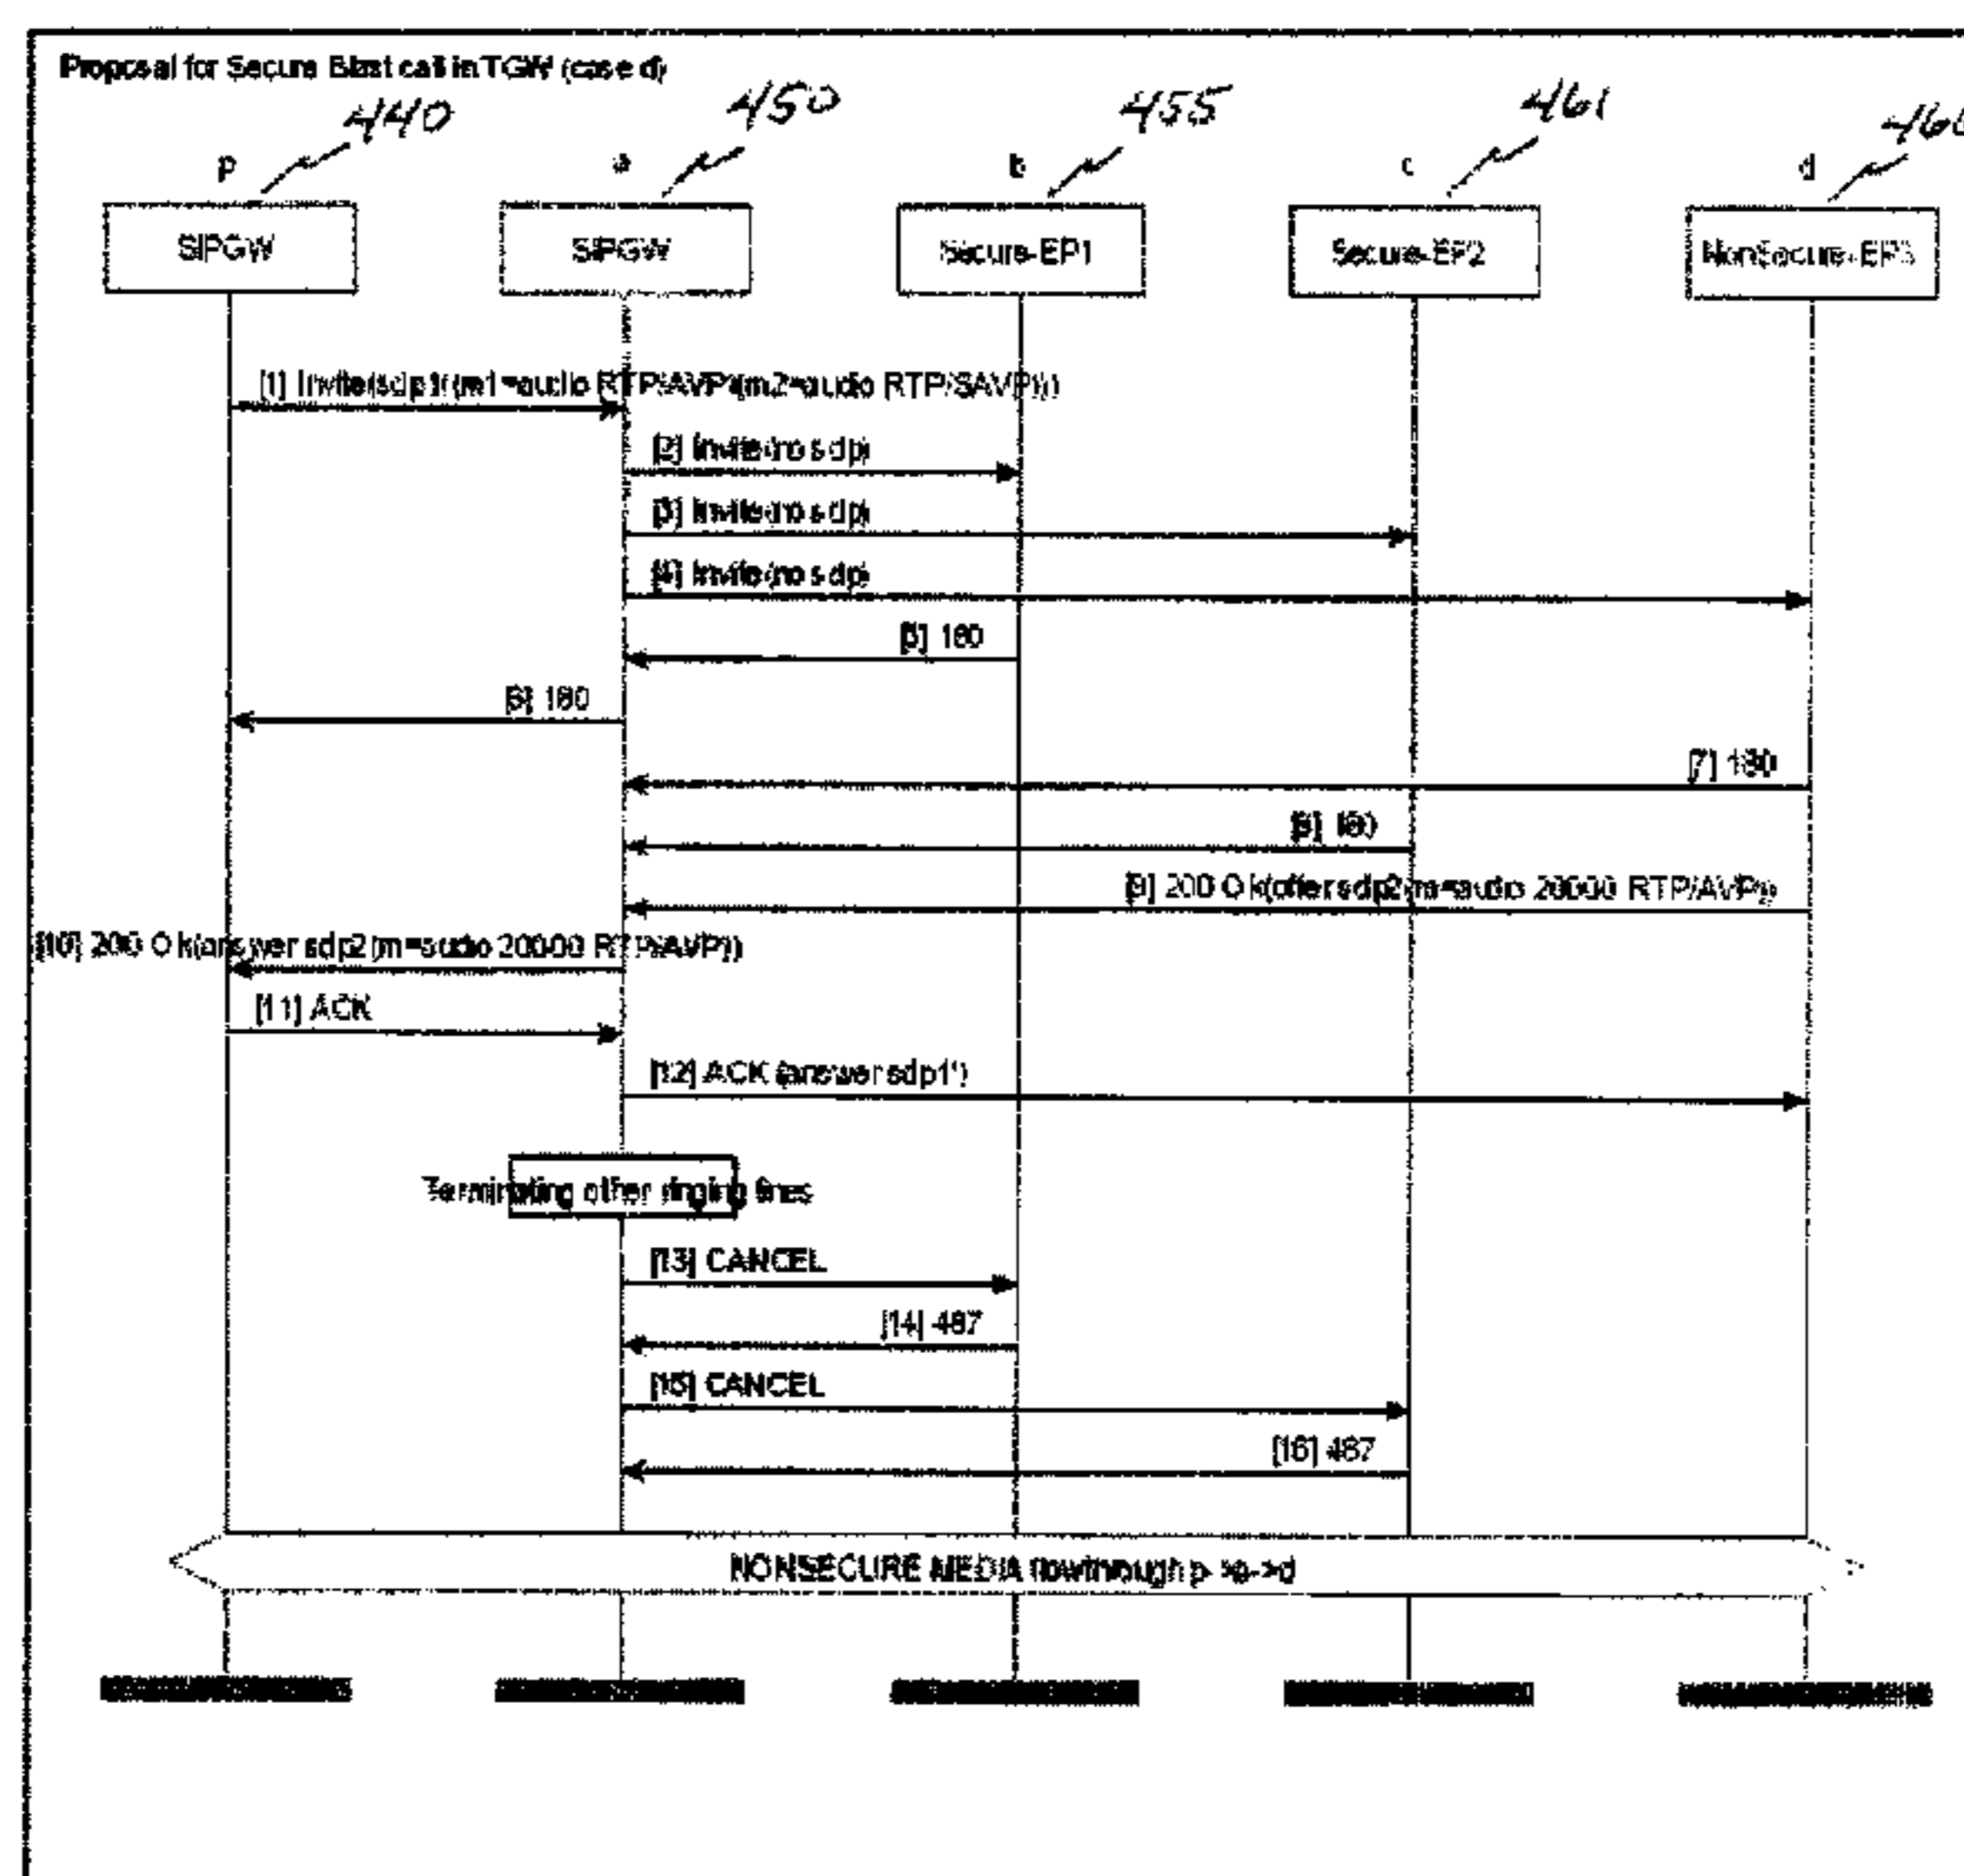 Proposal for Secure Blast call in TGW (case d)
440
450
455
461
p
a
b
c
d
SIPGW
SIPGW
Secure-EP1
Secure-EP2
NonSecure-EP3
[1] Invite(sdp1((m1=audio RTP/AVP)(m2=audio RTP/SAVP)))
[2] Invite(no sdp)
[3] Invite(no sdp)
[4] Invite(no sdp)
[5] 180
[6] 180
[7] 180
[8] 180
[9] 200 Ok(offer sdp2(m=audio 20000 RTP/AVP))
[10] 200 Ok(answer sdp2(m=audio 20000 RTP/AVP))
[11] ACK
[12] ACK (answer sdp1')
Terminating other ringing lines
[13] CANCEL
[14] 487
[15] CANCEL
[16] 487
NONSECURE MEDIA flowthrough p->a->d